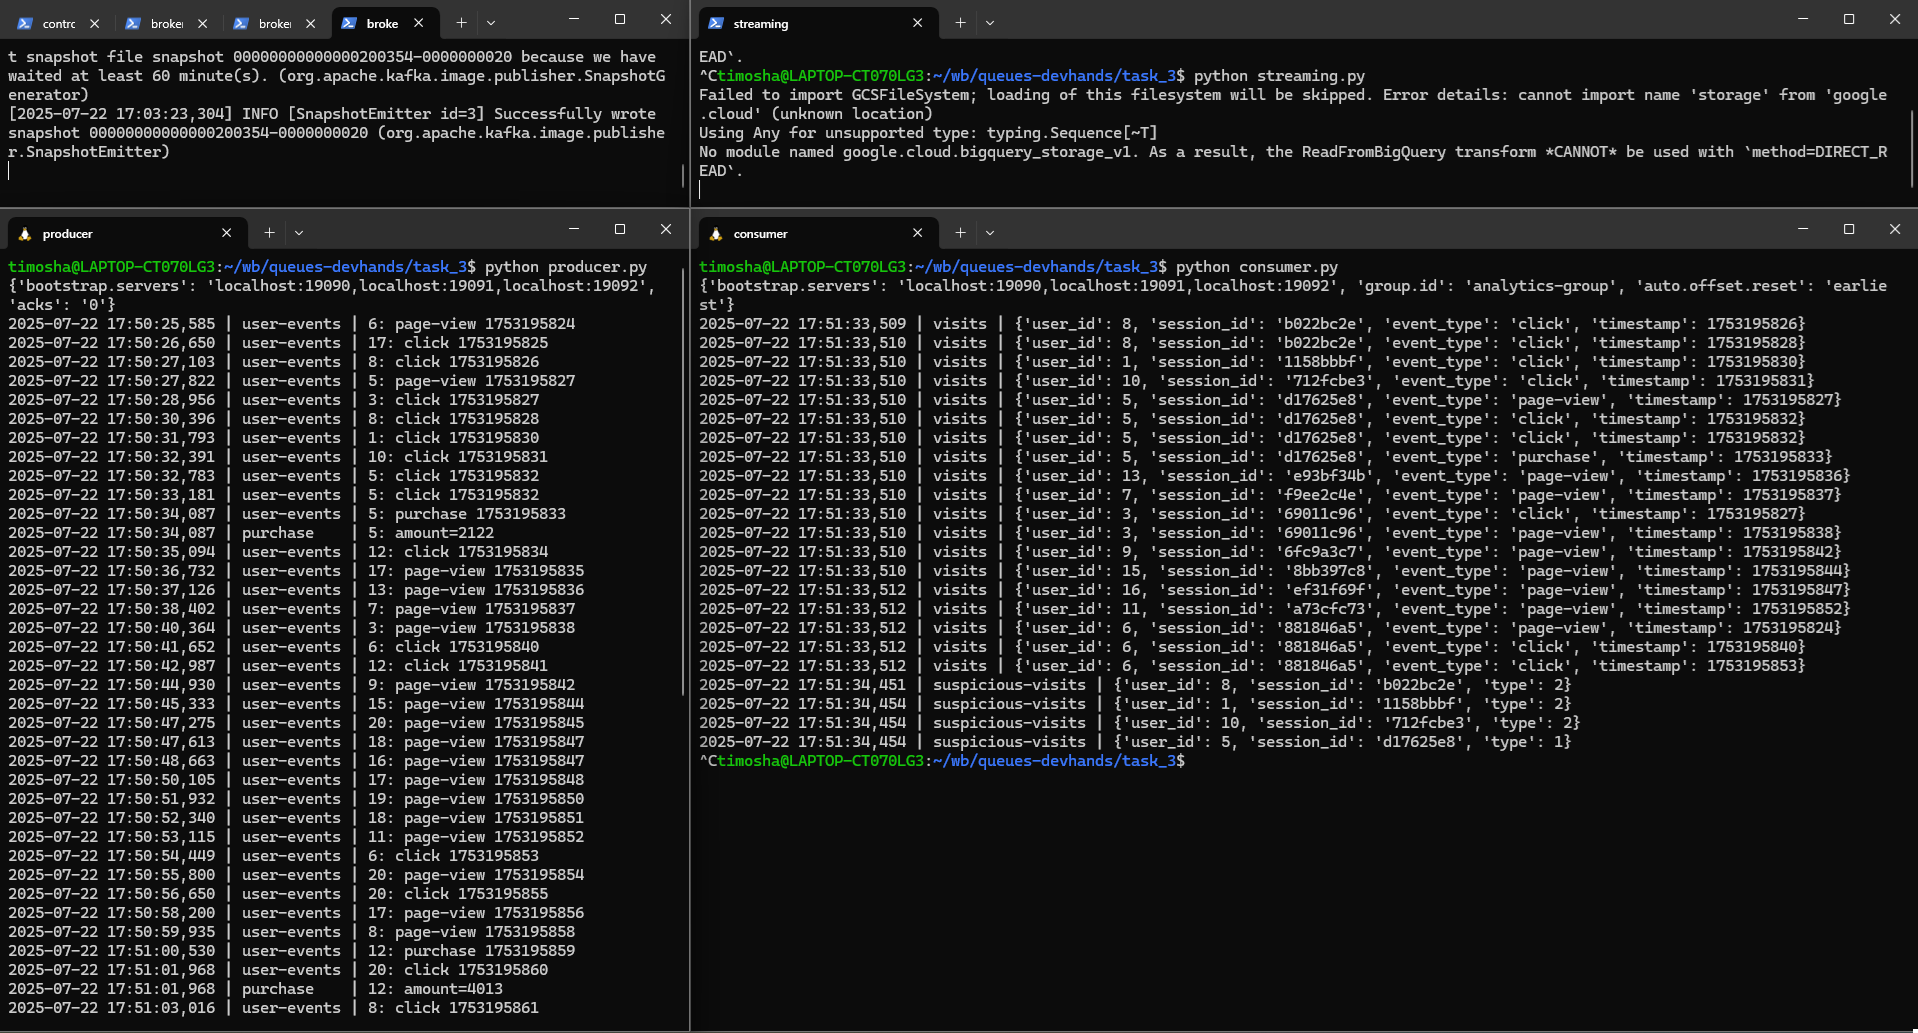 contro
broker
broker
broke
t snapshot file snapshot 00000000000000200354-0000000020 because we have
waited at least 60 minute(s). (org.apache.kafka.image.publisher.SnapshotG
enerator)
[2025-07-22 17:03:23,304] INFO [SnapshotEmitter id=3] Successfully wrote
snapshot 00000000000000200354-0000000020 (org.apache.kafka.image.publishe
r.SnapshotEmitter)
streaming
EAD`.
^Ctimosha@LAPTOP-CT070LG3:~/wb/queues-devhands/task_3$ python streaming.py
Failed to import GCSFileSystem; loading of this filesystem will be skipped. Error details: cannot import name 'storage' from 'google
.cloud' (unknown location)
Using Any for unsupported type: typing.Sequence[~T]
No module named google.cloud.bigquery_storage_v1. As a result, the ReadFromBigQuery transform *CANNOT* be used with `method=DIRECT_R
EAD`.
producer
timosha@LAPTOP-CT070LG3:~/wb/queues-devhands/task_3$ python producer.py
{'bootstrap.servers': 'localhost:19090,localhost:19091,localhost:19092',
'acks': '0'}
2025-07-22 17:50:25,585 | user-events | 6: page-view 1753195824
2025-07-22 17:50:26,650 | user-events | 17: click 1753195825
2025-07-22 17:50:27,103 | user-events | 8: click 1753195826
2025-07-22 17:50:27,822 | user-events | 5: page-view 1753195827
2025-07-22 17:50:28,956 | user-events | 3: click 1753195827
2025-07-22 17:50:30,396 | user-events | 8: click 1753195828
2025-07-22 17:50:31,793 | user-events | 1: click 1753195830
2025-07-22 17:50:32,391 | user-events | 10: click 1753195831
2025-07-22 17:50:32,783 | user-events | 5: click 1753195832
2025-07-22 17:50:33,181 | user-events | 5: click 1753195832
2025-07-22 17:50:34,087 | user-events | 5: purchase 1753195833
2025-07-22 17:50:34,087 | purchase    | 5: amount=2122
2025-07-22 17:50:35,094 | user-events | 12: click 1753195834
2025-07-22 17:50:36,732 | user-events | 17: page-view 1753195835
2025-07-22 17:50:37,126 | user-events | 13: page-view 1753195836
2025-07-22 17:50:38,402 | user-events | 7: page-view 1753195837
2025-07-22 17:50:40,364 | user-events | 3: page-view 1753195838
2025-07-22 17:50:41,652 | user-events | 6: click 1753195840
2025-07-22 17:50:42,987 | user-events | 12: click 1753195841
2025-07-22 17:50:44,930 | user-events | 9: page-view 1753195842
2025-07-22 17:50:45,333 | user-events | 15: page-view 1753195844
2025-07-22 17:50:47,275 | user-events | 20: page-view 1753195845
2025-07-22 17:50:47,613 | user-events | 18: page-view 1753195847
2025-07-22 17:50:48,663 | user-events | 16: page-view 1753195847
2025-07-22 17:50:50,105 | user-events | 17: page-view 1753195848
2025-07-22 17:50:51,932 | user-events | 19: page-view 1753195850
2025-07-22 17:50:52,340 | user-events | 18: page-view 1753195851
2025-07-22 17:50:53,115 | user-events | 11: page-view 1753195852
2025-07-22 17:50:54,449 | user-events | 6: click 1753195853
2025-07-22 17:50:55,800 | user-events | 20: page-view 1753195854
2025-07-22 17:50:56,650 | user-events | 20: click 1753195855
2025-07-22 17:50:58,200 | user-events | 17: page-view 1753195856
2025-07-22 17:50:59,935 | user-events | 8: page-view 1753195858
2025-07-22 17:51:00,530 | user-events | 12: purchase 1753195859
2025-07-22 17:51:01,968 | user-events | 20: click 1753195860
2025-07-22 17:51:01,968 | purchase    | 12: amount=4013
2025-07-22 17:51:03,016 | user-events | 8: click 1753195861
consumer
timosha@LAPTOP-CT070LG3:~/wb/queues-devhands/task_3$ python consumer.py
{'bootstrap.servers': 'localhost:19090,localhost:19091,localhost:19092', 'group.id': 'analytics-group', 'auto.offset.reset': 'earlie
st'}
2025-07-22 17:51:33,509 | visits | {'user_id': 8, 'session_id': 'b022bc2e', 'event_type': 'click', 'timestamp': 1753195826}
2025-07-22 17:51:33,510 | visits | {'user_id': 8, 'session_id': 'b022bc2e', 'event_type': 'click', 'timestamp': 1753195828}
2025-07-22 17:51:33,510 | visits | {'user_id': 1, 'session_id': '1158bbbf', 'event_type': 'click', 'timestamp': 1753195830}
2025-07-22 17:51:33,510 | visits | {'user_id': 10, 'session_id': '712fcbe3', 'event_type': 'click', 'timestamp': 1753195831}
2025-07-22 17:51:33,510 | visits | {'user_id': 5, 'session_id': 'd17625e8', 'event_type': 'page-view', 'timestamp': 1753195827}
2025-07-22 17:51:33,510 | visits | {'user_id': 5, 'session_id': 'd17625e8', 'event_type': 'click', 'timestamp': 1753195832}
2025-07-22 17:51:33,510 | visits | {'user_id': 5, 'session_id': 'd17625e8', 'event_type': 'click', 'timestamp': 1753195832}
2025-07-22 17:51:33,510 | visits | {'user_id': 5, 'session_id': 'd17625e8', 'event_type': 'purchase', 'timestamp': 1753195833}
2025-07-22 17:51:33,510 | visits | {'user_id': 13, 'session_id': 'e93bf34b', 'event_type': 'page-view', 'timestamp': 1753195836}
2025-07-22 17:51:33,510 | visits | {'user_id': 7, 'session_id': 'f9ee2c4e', 'event_type': 'page-view', 'timestamp': 1753195837}
2025-07-22 17:51:33,510 | visits | {'user_id': 3, 'session_id': '69011c96', 'event_type': 'click', 'timestamp': 1753195827}
2025-07-22 17:51:33,510 | visits | {'user_id': 3, 'session_id': '69011c96', 'event_type': 'page-view', 'timestamp': 1753195838}
2025-07-22 17:51:33,510 | visits | {'user_id': 9, 'session_id': '6fc9a3c7', 'event_type': 'page-view', 'timestamp': 1753195842}
2025-07-22 17:51:33,510 | visits | {'user_id': 15, 'session_id': '8bb397c8', 'event_type': 'page-view', 'timestamp': 1753195844}
2025-07-22 17:51:33,512 | visits | {'user_id': 16, 'session_id': 'ef31f69f', 'event_type': 'page-view', 'timestamp': 1753195847}
2025-07-22 17:51:33,512 | visits | {'user_id': 11, 'session_id': 'a73cfc73', 'event_type': 'page-view', 'timestamp': 1753195852}
2025-07-22 17:51:33,512 | visits | {'user_id': 6, 'session_id': '881846a5', 'event_type': 'page-view', 'timestamp': 1753195824}
2025-07-22 17:51:33,512 | visits | {'user_id': 6, 'session_id': '881846a5', 'event_type': 'click', 'timestamp': 1753195840}
2025-07-22 17:51:33,512 | visits | {'user_id': 6, 'session_id': '881846a5', 'event_type': 'click', 'timestamp': 1753195853}
2025-07-22 17:51:34,451 | suspicious-visits | {'user_id': 8, 'session_id': 'b022bc2e', 'type': 2}
2025-07-22 17:51:34,454 | suspicious-visits | {'user_id': 1, 'session_id': '1158bbbf', 'type': 2}
2025-07-22 17:51:34,454 | suspicious-visits | {'user_id': 10, 'session_id': '712fcbe3', 'type': 2}
2025-07-22 17:51:34,454 | suspicious-visits | {'user_id': 5, 'session_id': 'd17625e8', 'type': 1}
^Ctimosha@LAPTOP-CT070LG3:~/wb/queues-devhands/task_3$